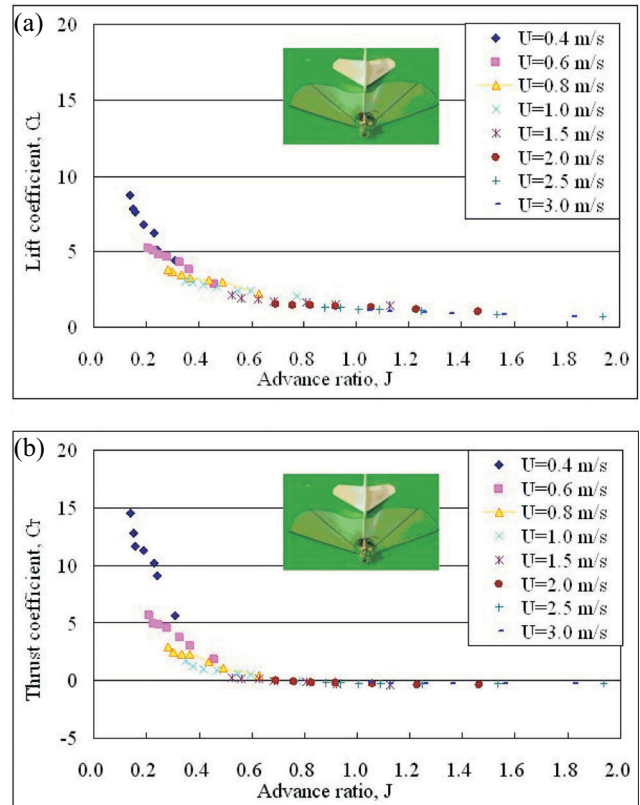 (a)
20
15
10
5
0
Lift coefficient, CL
0.0 0.2 0.4 0.6 0.8 1.0 1.2 1.4 1.6 1.8 2.0
Advance ratio, J
U=0.4 m/s
U=0.6 m/s
U=0.8 m/s
U=1.0 m/s
U=1.5 m/s
U=2.0 m/s
U=2.5 m/s
U=3.0 m/s
(b)
20
15
10
5
0
-5
Thrust coefficient, CT
0.0 0.2 0.4 0.6 0.8 1.0 1.2 1.4 1.6 1.8 2.0
Advance ratio, J
U=0.4 m/s
U=0.6 m/s
U=0.8 m/s
U=1.0 m/s
U=1.5 m/s
U=2.0 m/s
U=2.5 m/s
U=3.0 m/s